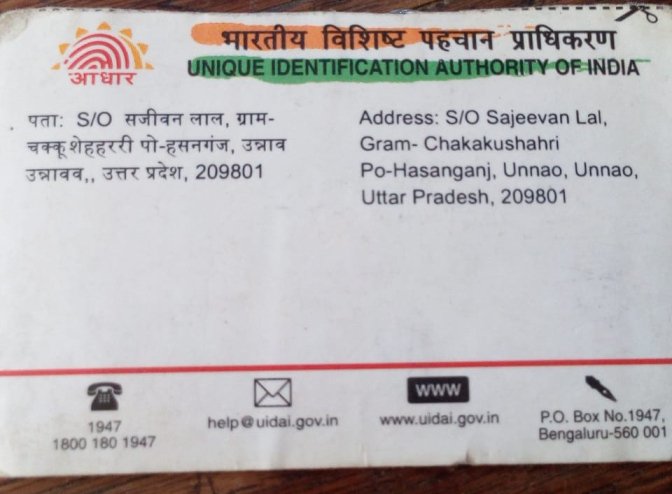 भारतीय विशिष्ट पहचान प्राधिकरण
UNIQUE IDENTIFICATION AUTHORITY OF INDIA
आधार
पता: S/O सजीवन लाल, ग्राम-
चक्कूशेहहररी पो-हसनगंज, उन्नाव
उन्नावव,, उत्तर प्रदेश, 209801
Address: S/O Sajeevan Lal,
Gram- Chakakushahri
Po-Hasanganj, Unnao, Unnao,
Uttar Pradesh, 209801
1947
1800 180 1947
help@uidai.gov.in
WWW
www.uidai.gov.in
P.O. Box No.1947,
Bengaluru-560 001